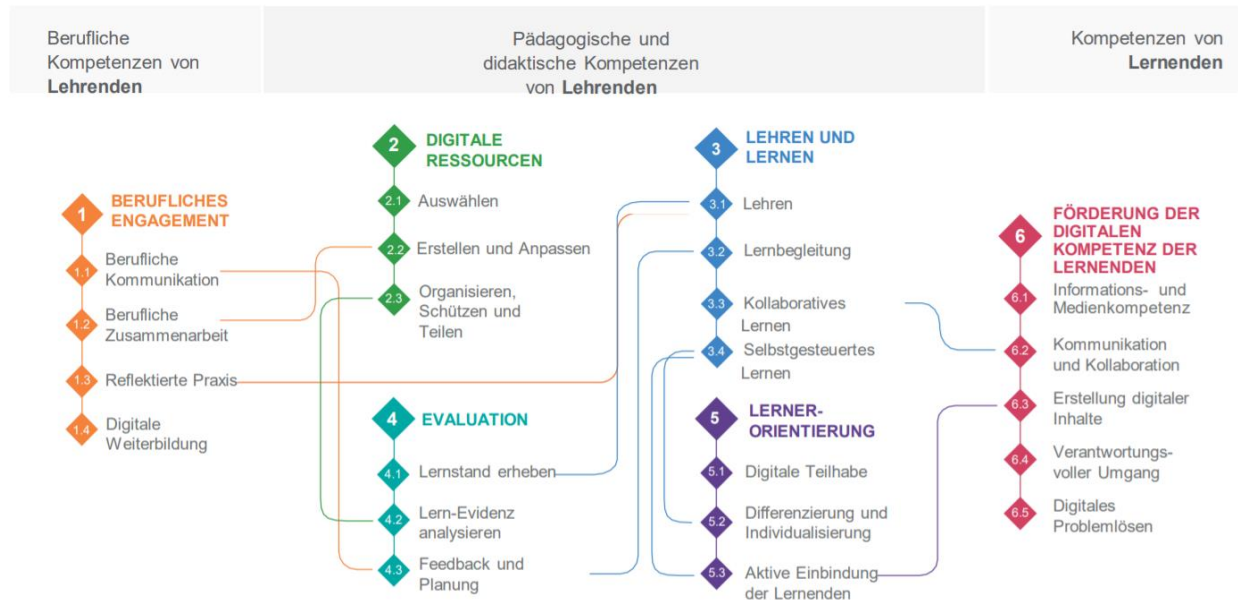 Berufliche
Kompetenzen von
Lehrenden
Pädagogische und
didaktische Kompetenzen
von Lehrenden
Kompetenzen von
Lernenden
1
BERUFLICHES
ENGAGEMENT
1.1
Berufliche
Kommunikation
1.2
Berufliche
Zusammenarbeit
1.3
Reflektierte Praxis
1.4
Digitale
Weiterbildung
2
DIGITALE
RESSOURCEN
2.1
Auswählen
2.2
Erstellen und Anpassen
2.3
Organisieren,
Schützen und
Teilen
4
EVALUATION
4.1
Lernstand erheben
4.2
Lern-Evidenz
analysieren
4.3
Feedback und
Planung
3
LEHREN UND
LERNEN
3.1
Lehren
3.2
Lernbegleitung
3.3
Kollaboratives
Lernen
3.4
Selbstgesteuertes
Lernen
5
LERNER-
ORIENTIERUNG
5.1
Digitale Teilhabe
5.2
Differenzierung und
Individualisierung
5.3
Aktive Einbindung
der Lernenden
6
FÖRDERUNG DER
DIGITALEN
KOMPETENZ DER
LERNENDEN
6.1
Informations- und
Medienkompetenz
6.2
Kommunikation
und Kollaboration
6.3
Erstellung digitaler
Inhalte
6.4
Verantwortungs-
voller Umgang
6.5
Digitales
Problemlösen